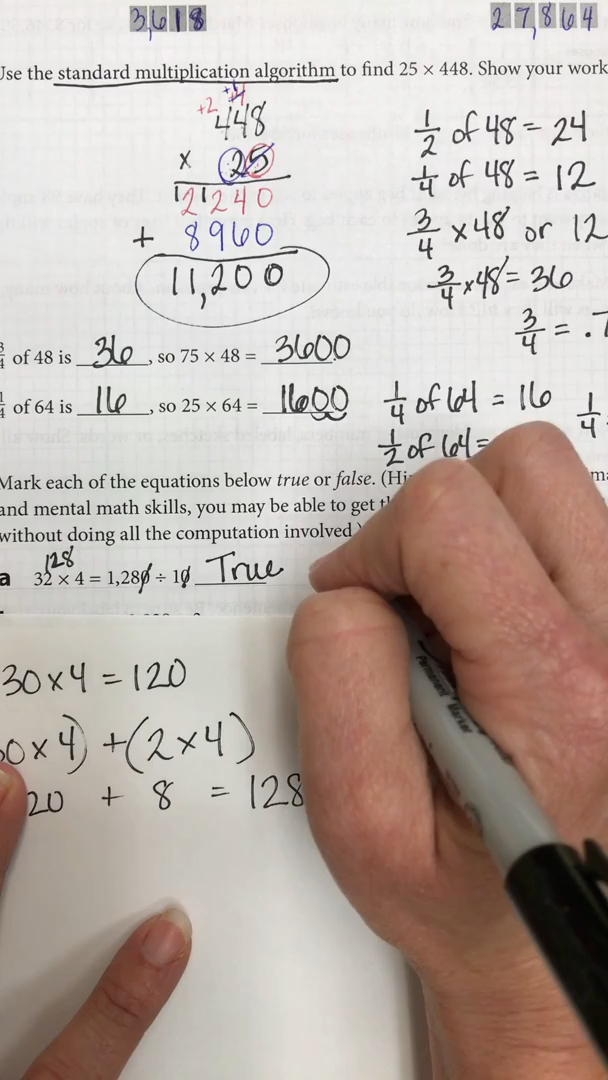 3,618
27,864
Use the standard multiplication algorithm to find 25 × 448. Show your work
+2 +4
448
x 25
21240
+ 8960
11,200
1/2 of 48 = 24
1/4 of 48 = 12
3/4 x 48 or 12
3/4 x 48 = 36
3/4 = .7
3/4 of 48 is 36, so 75 × 48 = 3600
1/4 of 64 is 16, so 25 × 64 = 1600
1/4 of 64 = 16
1/4
1/2 of 64 =
Mark each of the equations below true or false. (Hi
and mental math skills, you may be able to get t
without doing all the computation involved.)
128
a 32 × 4 = 1,280 ÷ 10 True
30 x 4 = 120
0 x 4) + (2 x 4)
20 + 8 = 128